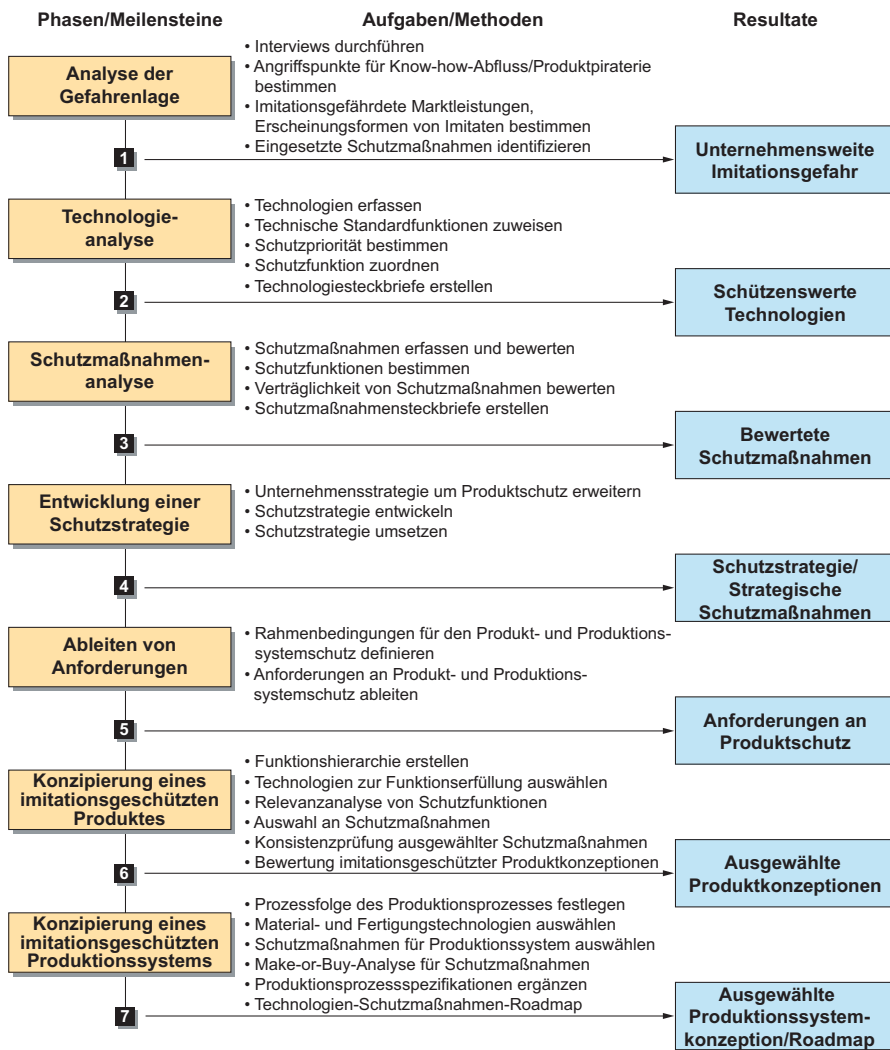 Phasen/Meilensteine
Aufgaben/Methoden
Resultate
Analyse der
Gefahrenlage
• Interviews durchführen
• Angriffspunkte für Know-how-Abfluss/Produktpiraterie
bestimmen
• Imitationsgefährdete Marktleistungen,
Erscheinungsformen von Imitaten bestimmen
• Eingesetzte Schutzmaßnahmen identifizieren
1
Unternehmensweite
Imitationsgefahr
Technologie-
analyse
• Technologien erfassen
• Technische Standardfunktionen zuweisen
• Schutzpriorität bestimmen
• Schutzfunktion zuordnen
• Technologiesteckbriefe erstellen
2
Schützenswerte
Technologien
Schutzmaßnahmen-
analyse
• Schutzmaßnahmen erfassen und bewerten
• Schutzfunktionen bestimmen
• Verträglichkeit von Schutzmaßnahmen bewerten
• Schutzmaßnahmensteckbriefe erstellen
3
Bewertete
Schutzmaßnahmen
Entwicklung einer
Schutzstrategie
• Unternehmensstrategie um Produktschutz erweitern
• Schutzstrategie entwickeln
• Schutzstrategie umsetzen
4
Schutzstrategie/
Strategische
Schutzmaßnahmen
Ableiten von
Anforderungen
• Rahmenbedingungen für den Produkt- und Produktions-
systemschutz definieren
• Anforderungen an Produkt- und Produktions-
systemschutz ableiten
5
Anforderungen an
Produktschutz
Konzipierung eines
imitationsgeschützten
Produktes
• Funktionshierarchie erstellen
• Technologien zur Funktionserfüllung auswählen
• Relevanzanalyse von Schutzfunktionen
• Auswahl an Schutzmaßnahmen
• Konsistenzprüfung ausgewählter Schutzmaßnahmen
• Bewertung imitationsgeschützter Produktkonzeptionen
6
Ausgewählte
Produktkonzeptionen
Konzipierung eines
imitationsgeschützten
Produktionssystems
• Prozessfolge des Produktionsprozesses festlegen
• Material- und Fertigungstechnologien auswählen
• Schutzmaßnahmen für Produktionssystem auswählen
• Make-or-Buy-Analyse für Schutzmaßnahmen
• Produktionsprozessspezifikationen ergänzen
• Technologien-Schutzmaßnahmen-Roadmap
7
Ausgewählte
Produktionssystem-
konzeption/Roadmap